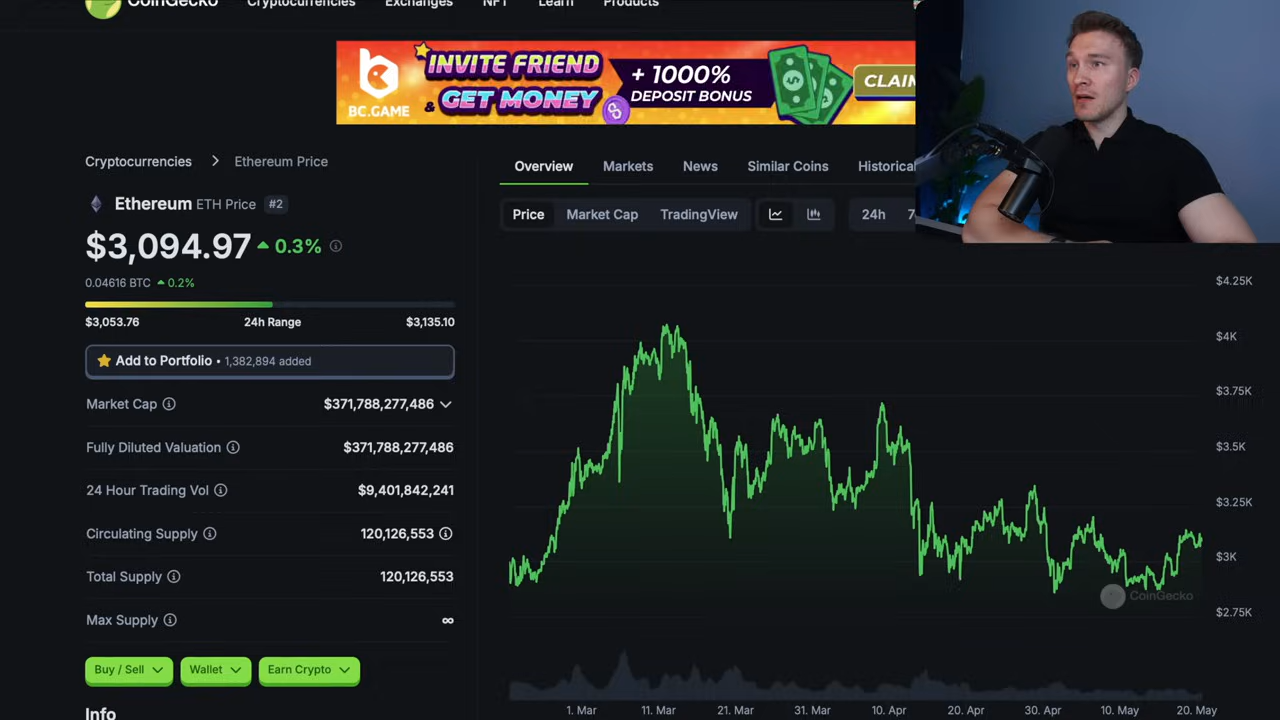 CoinGecko
Cryptocurrencies Exchanges NFT Learn Products
BC.GAME
INVITE FRIEND
& GET MONEY
+ 1000%
DEPOSIT BONUS
CLAIM
Cryptocurrencies > Ethereum Price
Ethereum ETH Price #2
$3,094.97 0.3%
0.04616 BTC 0.2%
$3,053.76 24h Range $3,135.10
Add to Portfolio • 1,382,894 added
Market Cap $371,788,277,486
Fully Diluted Valuation $371,788,277,486
24 Hour Trading Vol $9,401,842,241
Circulating Supply 120,126,553
Total Supply 120,126,553
Max Supply ∞
Buy / Sell Wallet Earn Crypto
Info
Overview Markets News Similar Coins Historical
Price Market Cap TradingView 24h 7
$4.25K
$4K
$3.75K
$3.5K
$3.25K
$3K
$2.75K
CoinGecko
1. Mar 11. Mar 21. Mar 31. Mar 10. Apr 20. Apr 30. Apr 10. May 20. May